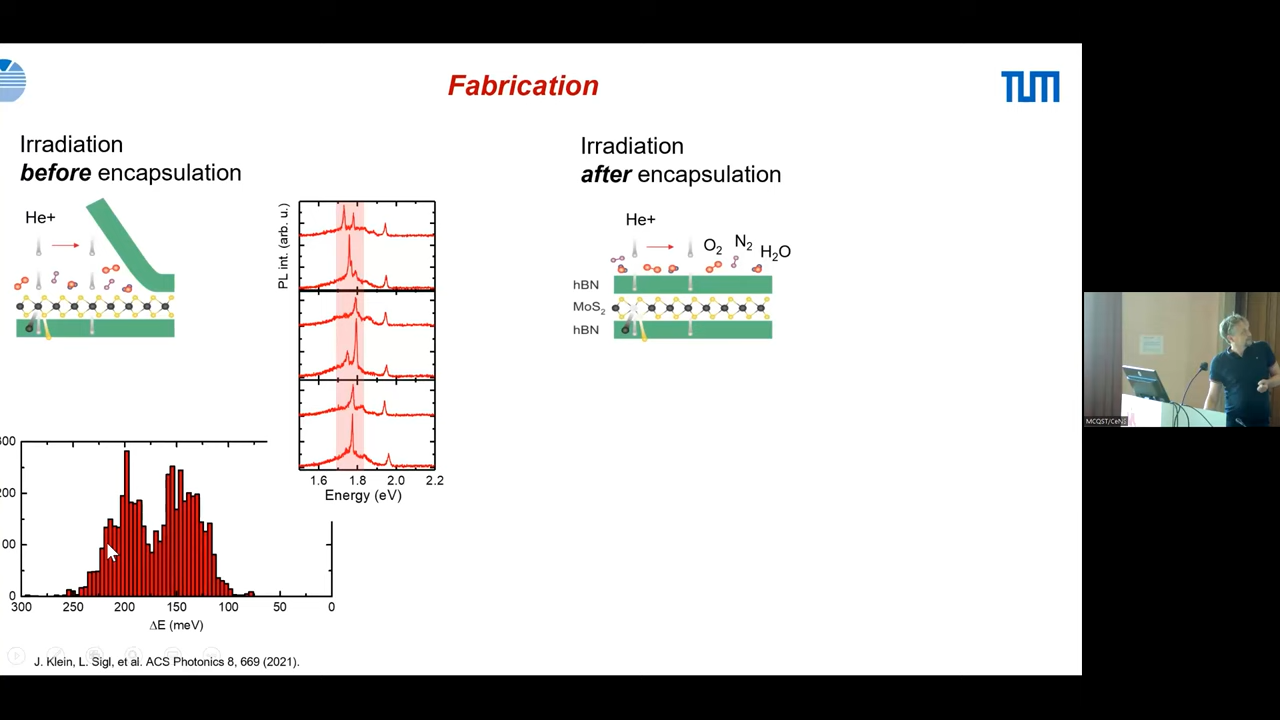 Fabrication
TUM
Irradiation
before encapsulation
He+
PL int. (arb. u.)
1.6 1.8 2.0 2.2
Energy (eV)
300 250 200 150 100 50 0
ΔE (meV)
J. Klein, L. Sigl, et al. ACS Photonics 8, 669 (2021).
Irradiation
after encapsulation
He+
O2 N2 H2O
hBN
MoS2
hBN